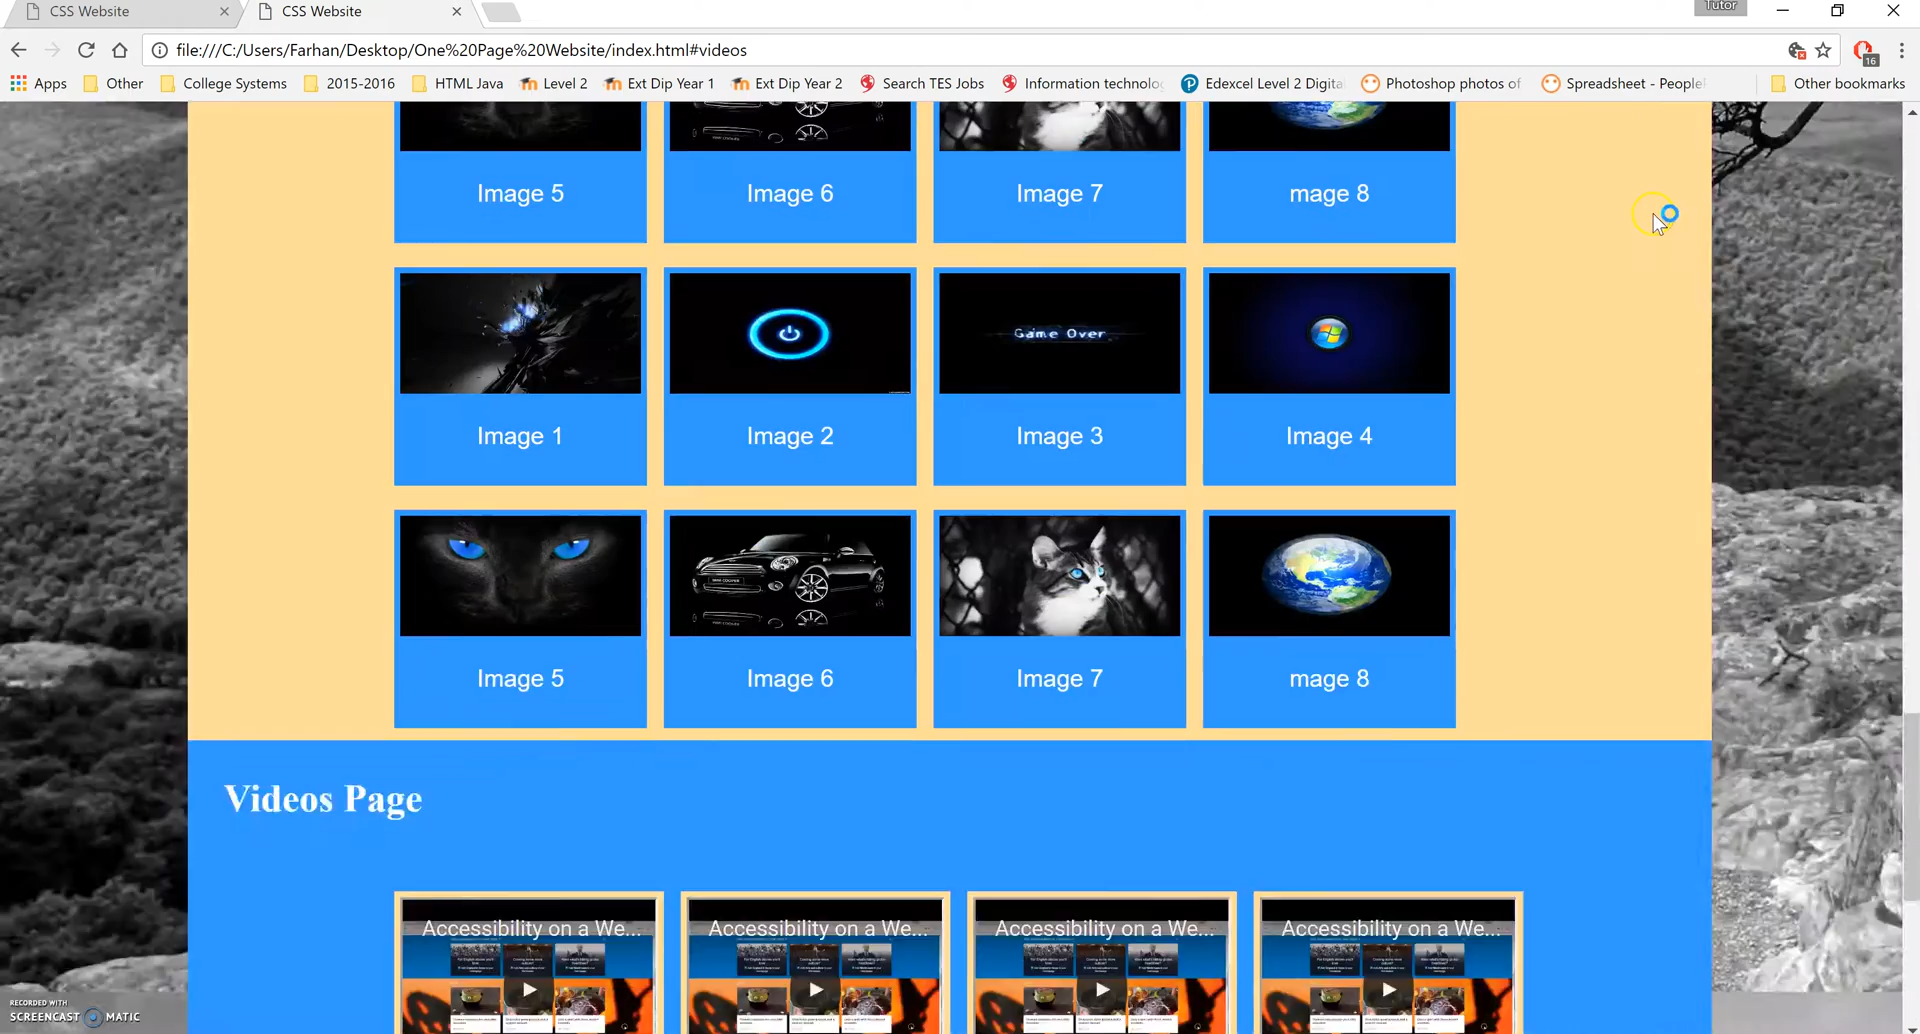 CSS Website
CSS Website
Tutor
file:///C:/Users/Farhan/Desktop/One%20Page%20Website/index.html#videos
16
Apps Other College Systems 2015-2016 HTML Java Level 2 Ext Dip Year 1 Ext Dip Year 2 Search TES Jobs Information technolog Edexcel Level 2 Digita Photoshop photos of Spreadsheet - People Other bookmarks
Image 5 Image 6 Image 7 mage 8
Game Over
Image 1 Image 2 Image 3 Image 4
MINI COOPER
Image 5 Image 6 Image 7 mage 8
Videos Page
Accessibility on a We... Accessibility on a We... Accessibility on a We... Accessibility on a We...
RECORDED WITH
SCREENCAST MATIC